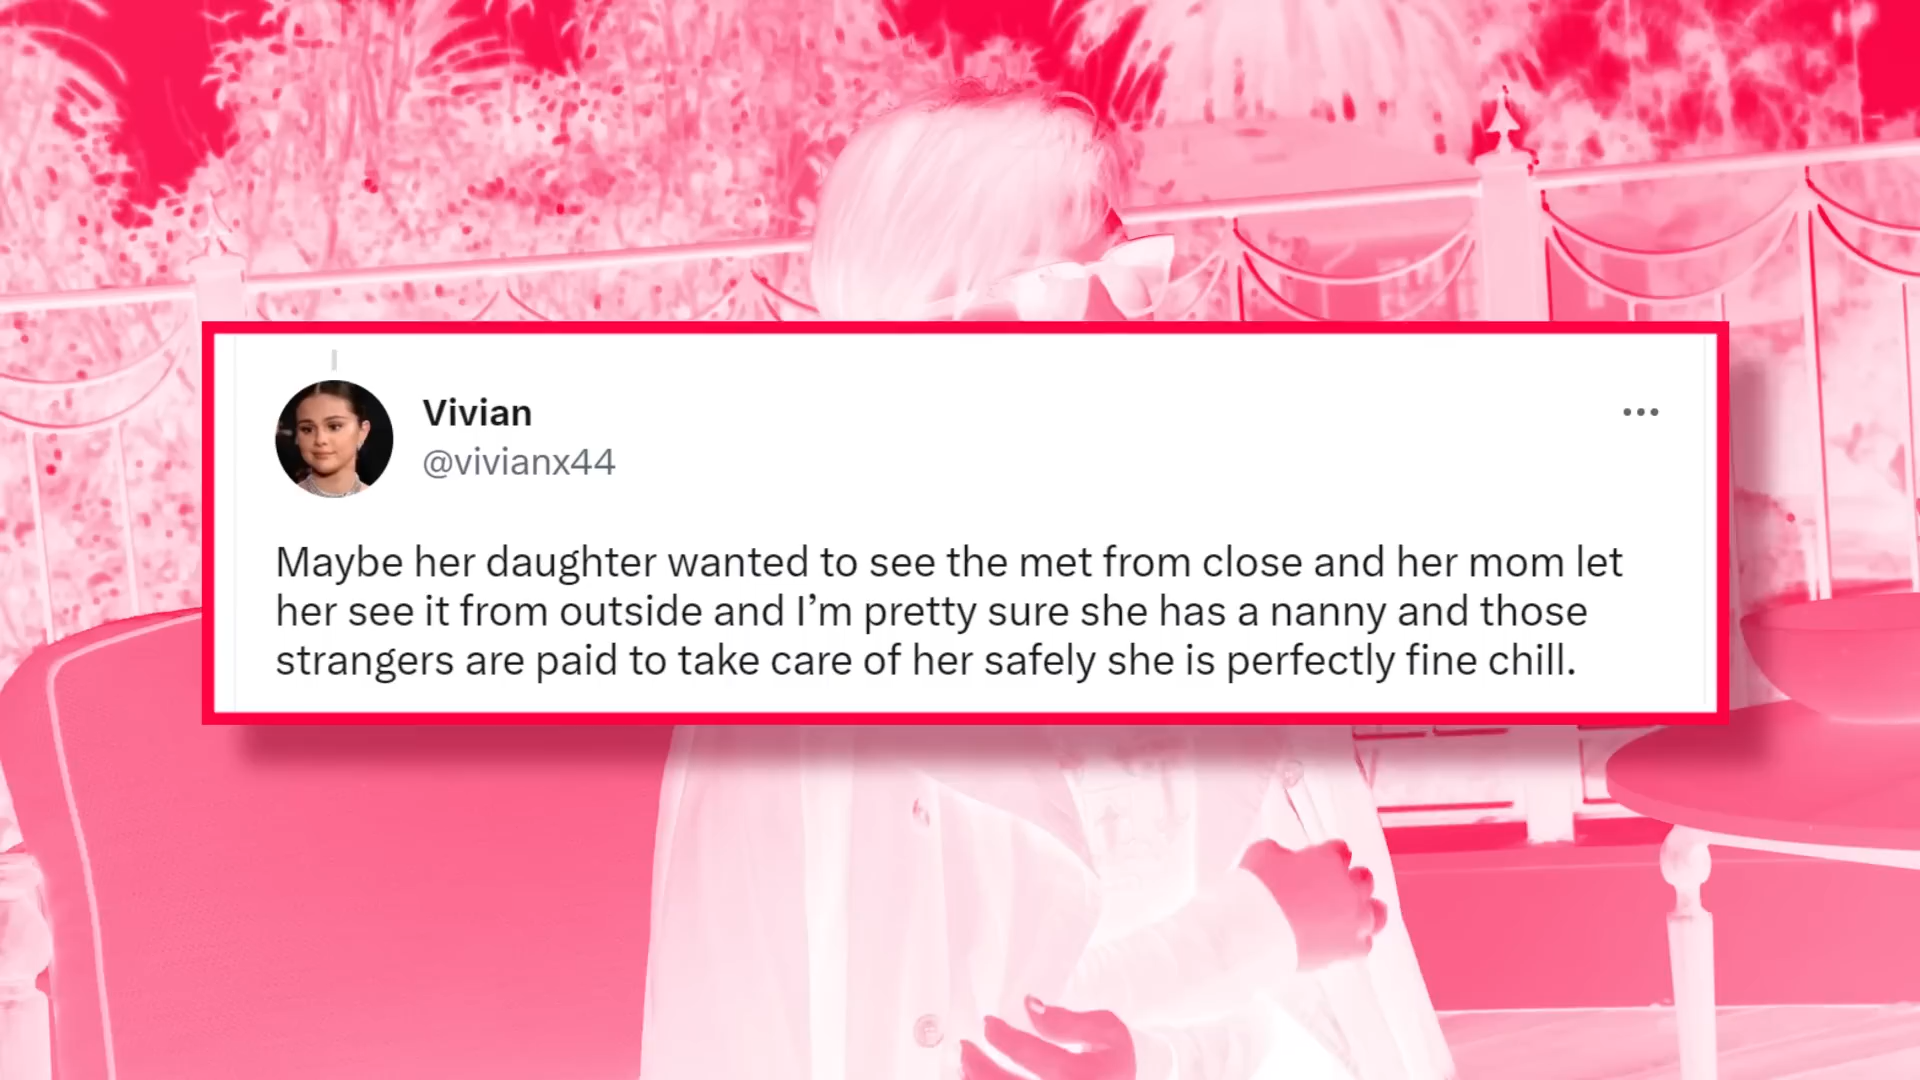 Vivian
@vivianx44
Maybe her daughter wanted to see the met from close and her mom let
her see it from outside and I’m pretty sure she has a nanny and those
strangers are paid to take care of her safely she is perfectly fine chill.